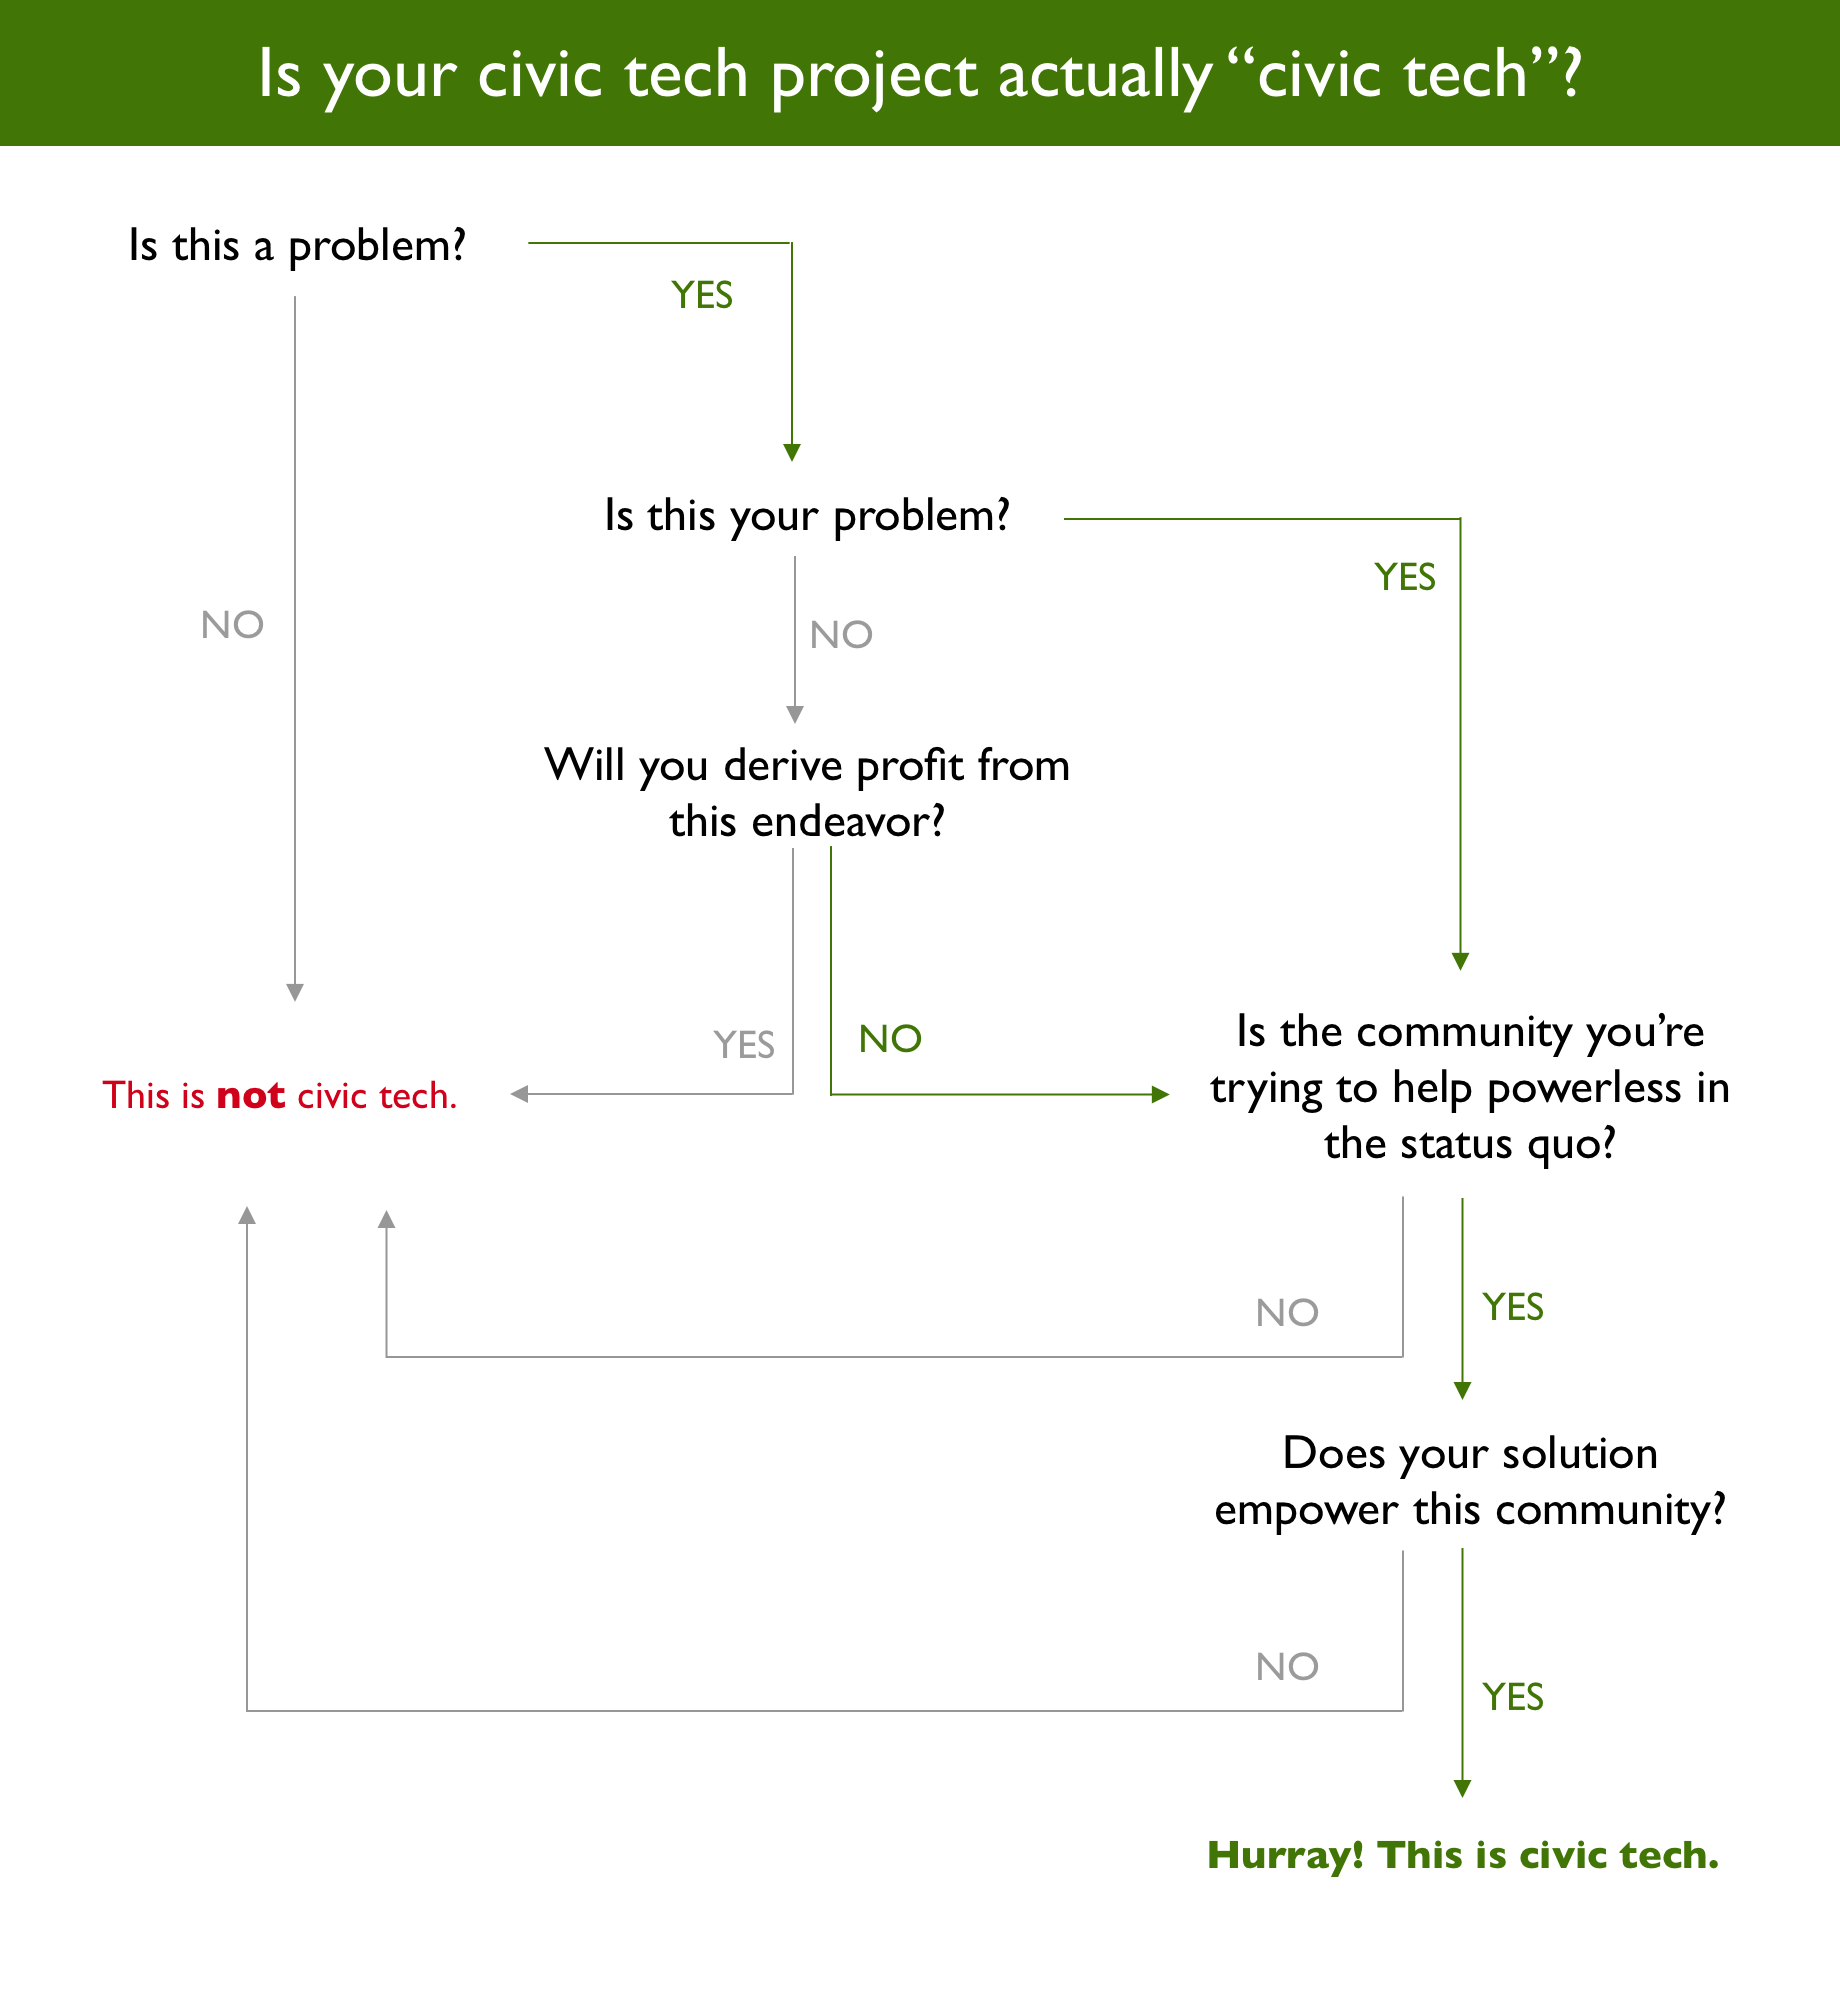 Is your civic tech project actually “civic tech”?
Is this a problem?
YES
Is this your problem?
YES
NO
NO
Will you derive profit from
this endeavor?
YES
NO
Is the community you’re
trying to help powerless in
the status quo?
This is not civic tech.
NO
YES
Does your solution
empower this community?
NO
YES
Hurray! This is civic tech.